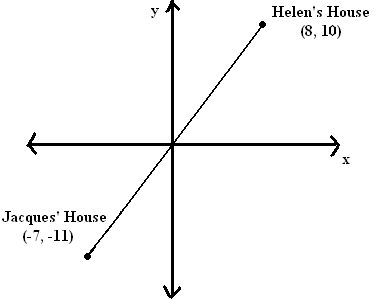 y
Helen's House
(8, 10)
x
Jacques' House
(-7, -11)